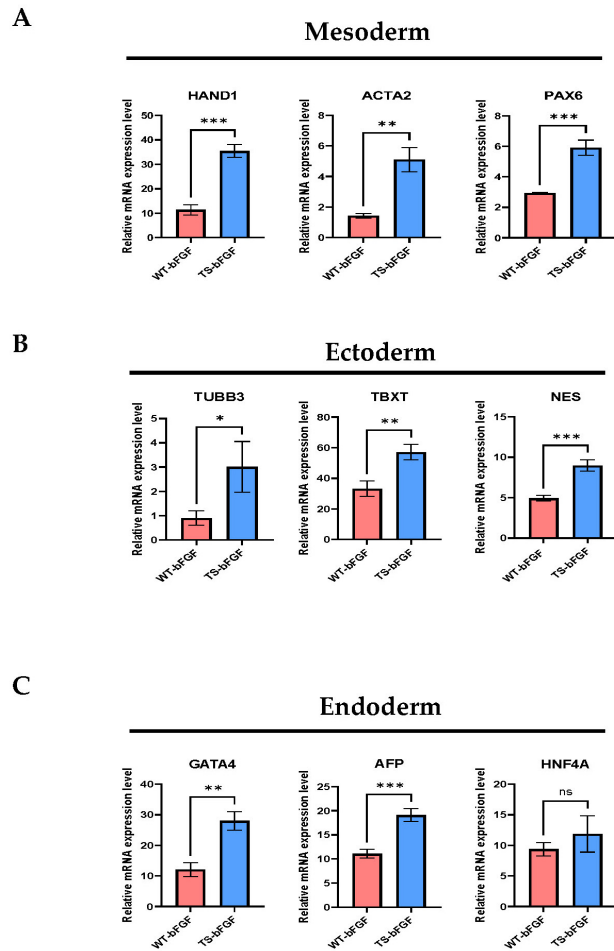 A
Mesoderm
HAND1
ACTA2
PAX6
Relative mRNA expression level
50
40
30
20
10
0
***
WT-bFGF
TS-bFGF
Relative mRNA expression level
8
6
4
2
0
**
WT-bFGF
TS-bFGF
Relative mRNA expression level
8
6
4
2
0
***
WT-bFGF
TS-bFGF
B
Ectoderm
TUBB3
TBXT
NES
Relative mRNA expression level
5
4
3
2
1
0
*
WT-bFGF
TS-bFGF
Relative mRNA expression level
80
60
40
20
0
**
WT-bFGF
TS-bFGF
Relative mRNA expression level
15
10
5
0
***
WT-bFGF
TS-bFGF
C
Endoderm
GATA4
AFP
HNF4A
Relative mRNA expression level
40
30
20
10
0
**
WT-bFGF
TS-bFGF
Relative mRNA expression level
25
20
15
10
5
0
***
WT-bFGF
TS-bFGF
Relative mRNA expression level
20
15
10
5
0
ns
WT-bFGF
TS-bFGF